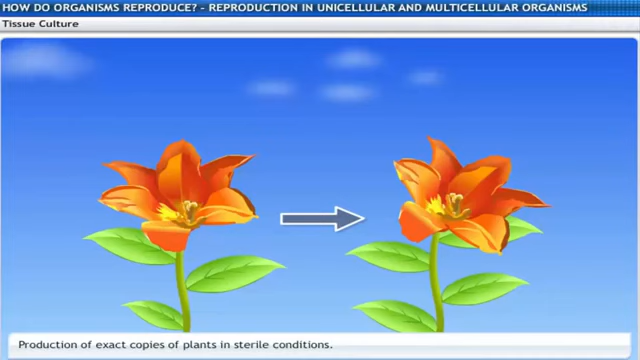 HOW DO ORGANISMS REPRODUCE? - REPRODUCTION IN UNICELLULAR AND MULTICELLULAR ORGANISMS
Tissue Culture
Production of exact copies of plants in sterile conditions.